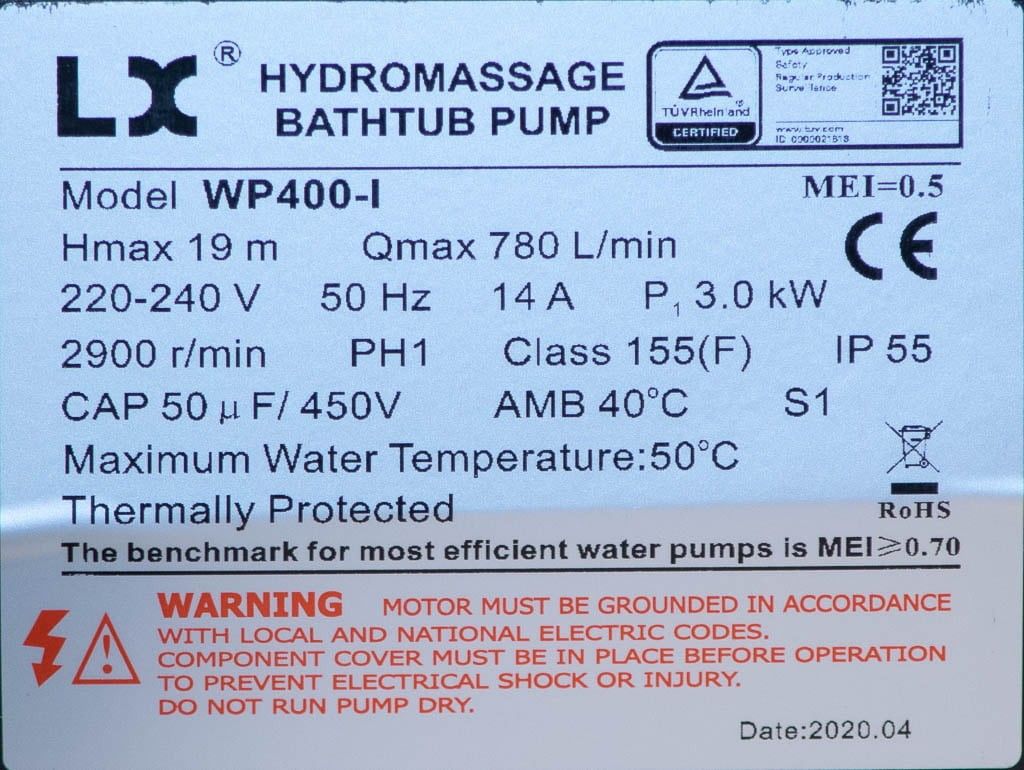 LX ®
HYDROMASSAGE
BATHTUB PUMP
TÜVRheinland ®
CERTIFIED
Type Approved
Safety
Regular Production
Surveillance
www.tuv.com
Model WP400-I
MEI=0.5
Hmax 19 m Qmax 780 L/min
CE
220-240 V 50 Hz 14 A P₁ 3.0 kW
2900 r/min PH1 Class 155(F) IP 55
CAP 50 μF/ 450V AMB 40°C S1
Maximum Water Temperature:50°C
Thermally Protected
RoHS
The benchmark for most efficient water pumps is MEI≥0.70
WARNING MOTOR MUST BE GROUNDED IN ACCORDANCE
WITH LOCAL AND NATIONAL ELECTRIC CODES.
COMPONENT COVER MUST BE IN PLACE BEFORE OPERATION
TO PREVENT ELECTRICAL SHOCK OR INJURY.
DO NOT RUN PUMP DRY.
Date:2020.04